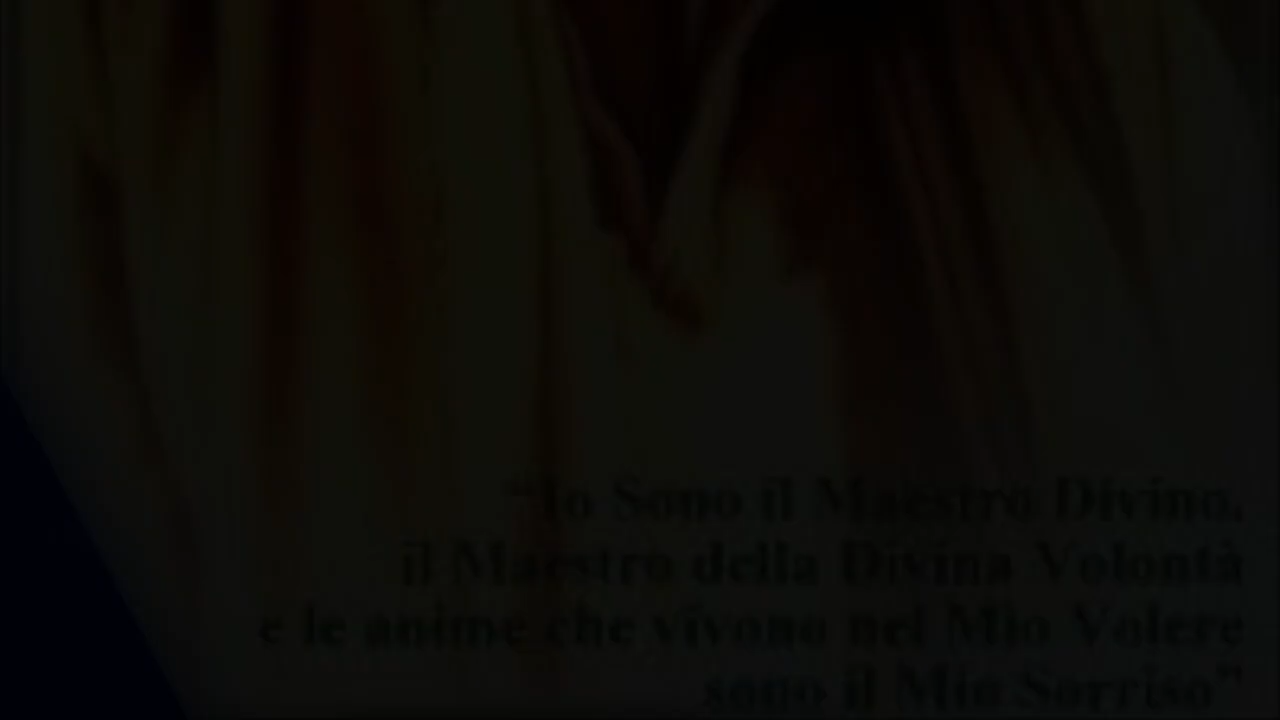 “Io Sono il Maestro Divino,
il Maestro della Divina Volontà
e le anime che vivono nel Mio Volere
sono il Mio Sorriso”